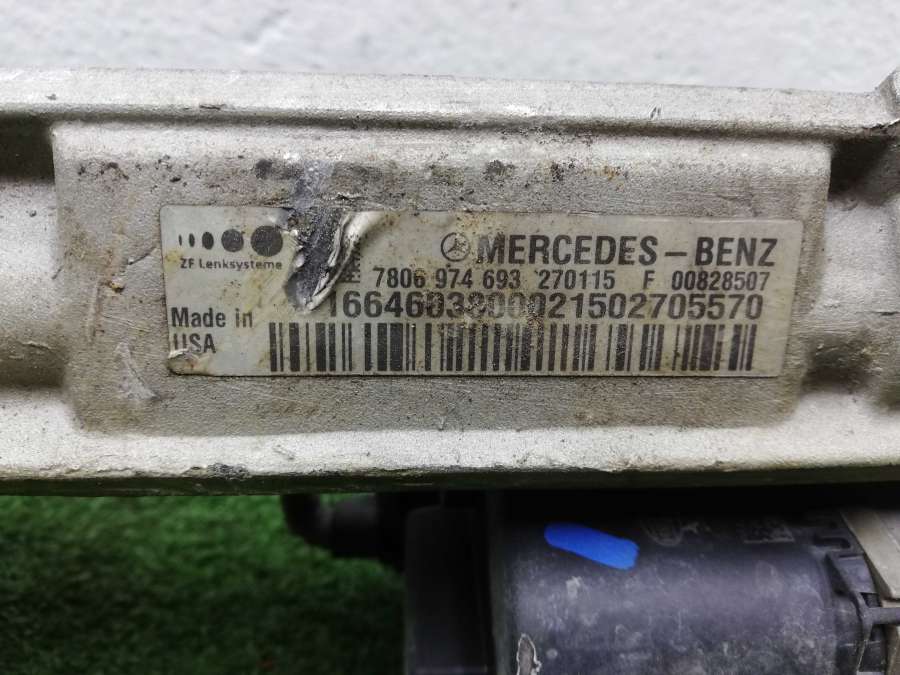 ZF Lenksysteme
MERCEDES-BENZ
7806 974 693 270115 F 00828507
Made in
USA